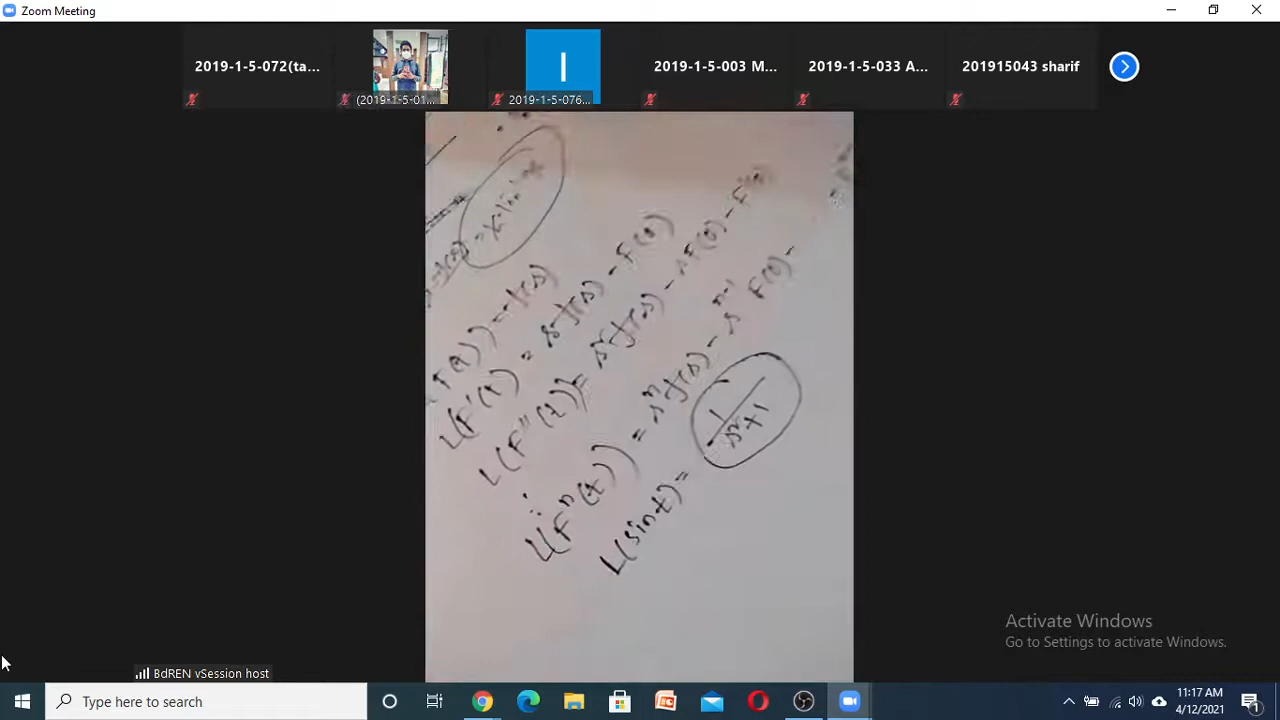 Zoom Meeting
2019-1-5-072(ta...
(2019-1-5-01...
I
2019-1-5-076...
2019-1-5-003 M...
2019-1-5-033 A...
201915043 sharif
L(F'(t) = sf(s) - F(0)
L(F''(t)) = s²f(s) - sF(0) - F'(0)
⋮
L(Fⁿ(t)) = sⁿf(s) - sⁿ⁻¹ F(0) -
L(sint) = 1/s²+1
Activate Windows
Go to Settings to activate Windows.
BdREN vSession host
Type here to search
11:17 AM
4/12/2021
1